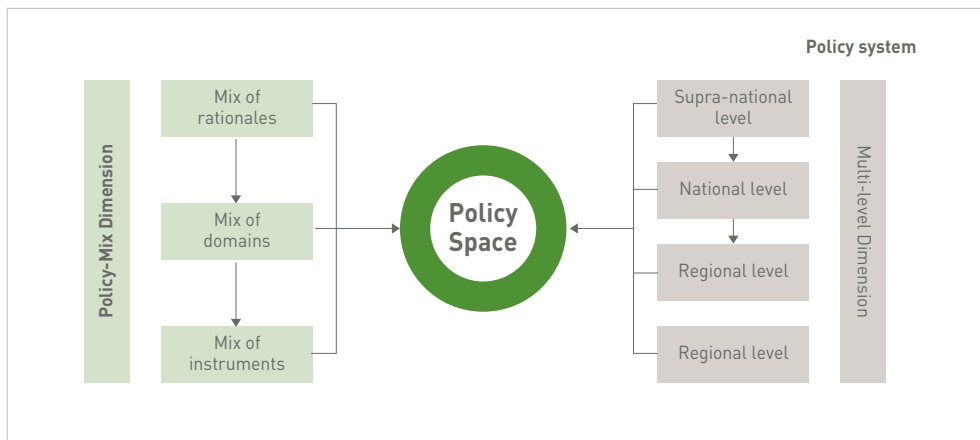 Policy system
Policy-Mix Dimension
Mix of
rationales
Mix of
domains
Mix of
instruments
Policy
Space
Supra-national
level
National level
Regional level
Regional level
Multi-level Dimension